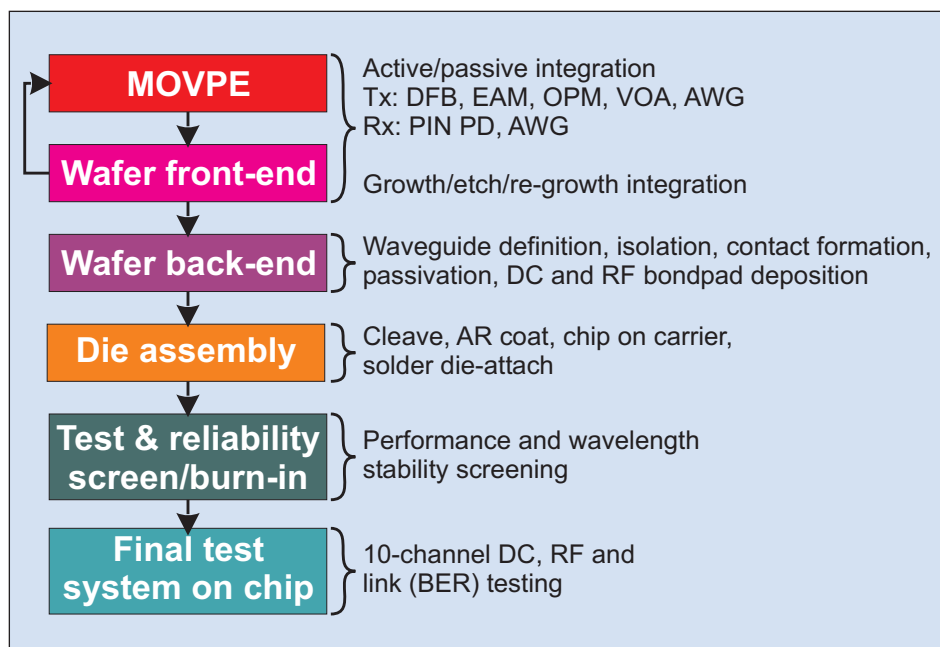 MOVPE
Active/passive integration
Tx: DFB, EAM, OPM, VOA, AWG
Rx: PIN PD, AWG
Wafer front-end
Growth/etch/re-growth integration
Wafer back-end
Waveguide definition, isolation, contact formation,
passivation, DC and RF bondpad deposition
Die assembly
Cleave, AR coat, chip on carrier,
solder die-attach
Test & reliability
screen/burn-in
Performance and wavelength
stability screening
Final test
system on chip
10-channel DC, RF and
link (BER) testing